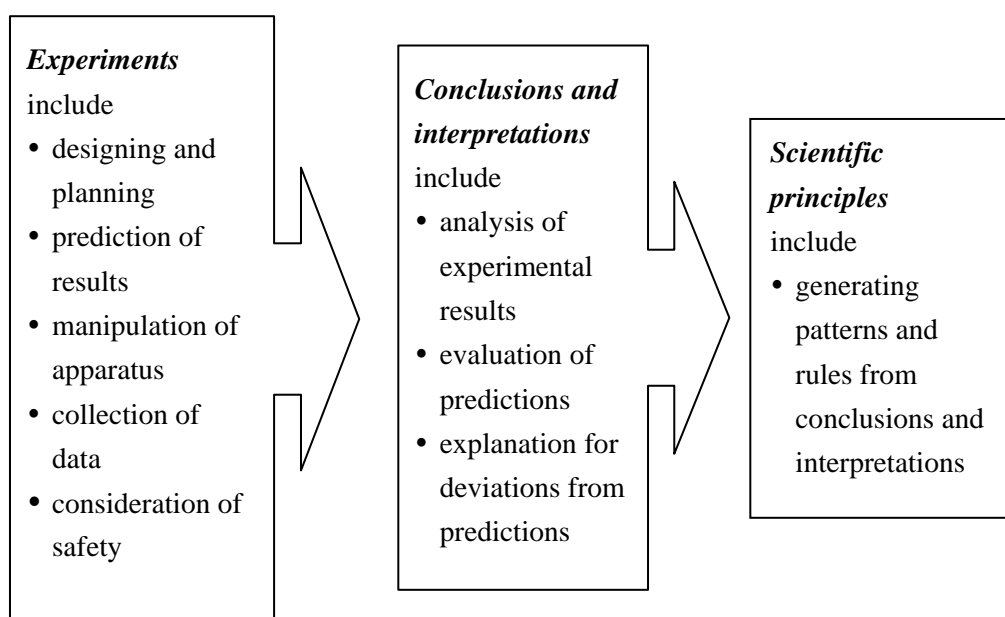 Experiments
include
• designing and
planning
• prediction of
results
• manipulation of
apparatus
• collection of
data
• consideration of
safety
Conclusions and
interpretations
include
• analysis of
experimental
results
• evaluation of
predictions
• explanation for
deviations from
predictions
Scientific
principles
include
• generating
patterns and
rules from
conclusions and
interpretations